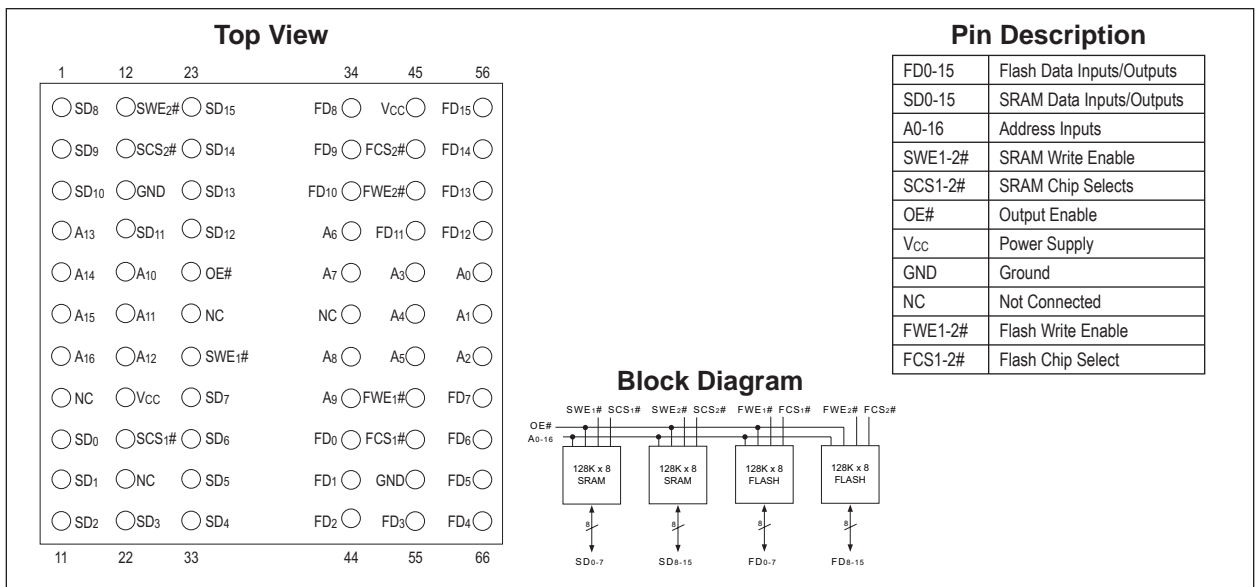 Top View
1 12 23 34 45 56
SD8 SWE2# SD15 FD8 VCC FD15
SD9 SCS2# SD14 FD9 FCS2# FD14
SD10 GND SD13 FD10 FWE2# FD13
A13 SD11 SD12 A6 FD11 FD12
A14 A10 OE# A7 A3 A0
A15 A11 NC NC A4 A1
A16 A12 SWE1# A8 A5 A2
NC VCC SD7 A9 FWE1# FD7
SD0 SCS1# SD6 FD0 FCS1# FD6
SD1 NC SD5 FD1 GND FD5
SD2 SD3 SD4 FD2 FD3 FD4
11 22 33 44 55 66
Pin Description
FD0-15 Flash Data Inputs/Outputs
SD0-15 SRAM Data Inputs/Outputs
A0-16 Address Inputs
SWE1-2# SRAM Write Enable
SCS1-2# SRAM Chip Selects
OE# Output Enable
VCC Power Supply
GND Ground
NC Not Connected
FWE1-2# Flash Write Enable
FCS1-2# Flash Chip Select
Block Diagram
SWE1# SCS1# SWE2# SCS2# FWE1# FCS1# FWE2# FCS2#
OE#
A0-16
128K x 8 128K x 8 128K x 8 128K x 8
SRAM SRAM FLASH FLASH
8 8 8 8
SD0-7 SD8-15 FD0-7 FD8-15